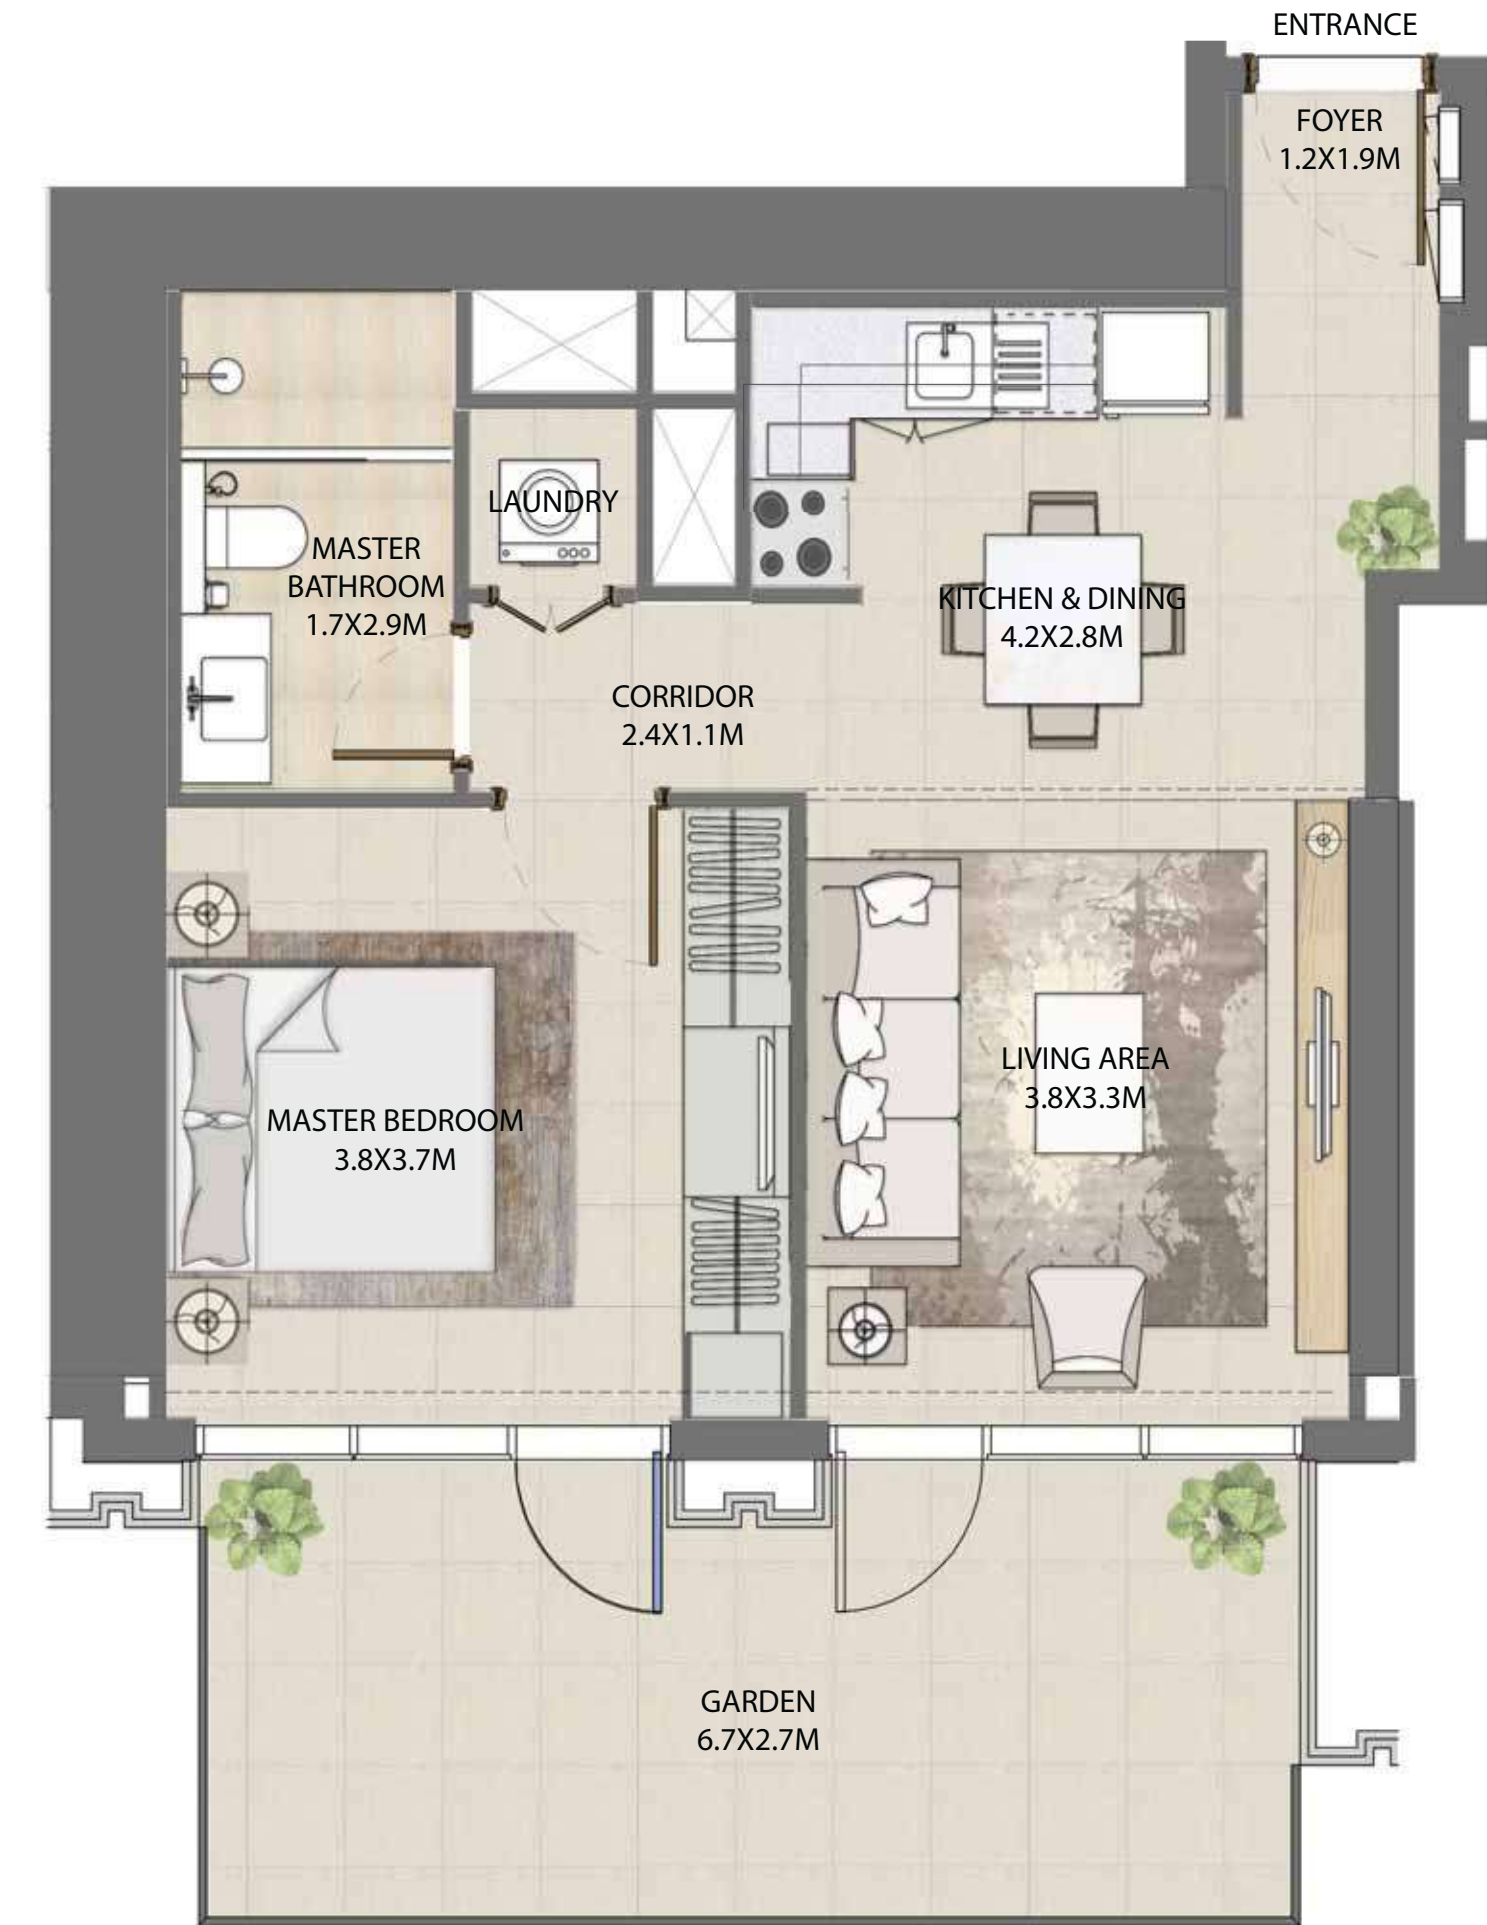 ENTRANCE
FOYER
1.2X1.9M
LAUNDRY
MASTER
BATHROOM
1.7X2.9M
KITCHEN & DINING
4.2X2.8M
CORRIDOR
2.4X1.1M
LIVING AREA
3.8X3.3M
MASTER BEDROOM
3.8X3.7M
GARDEN
6.7X2.7M